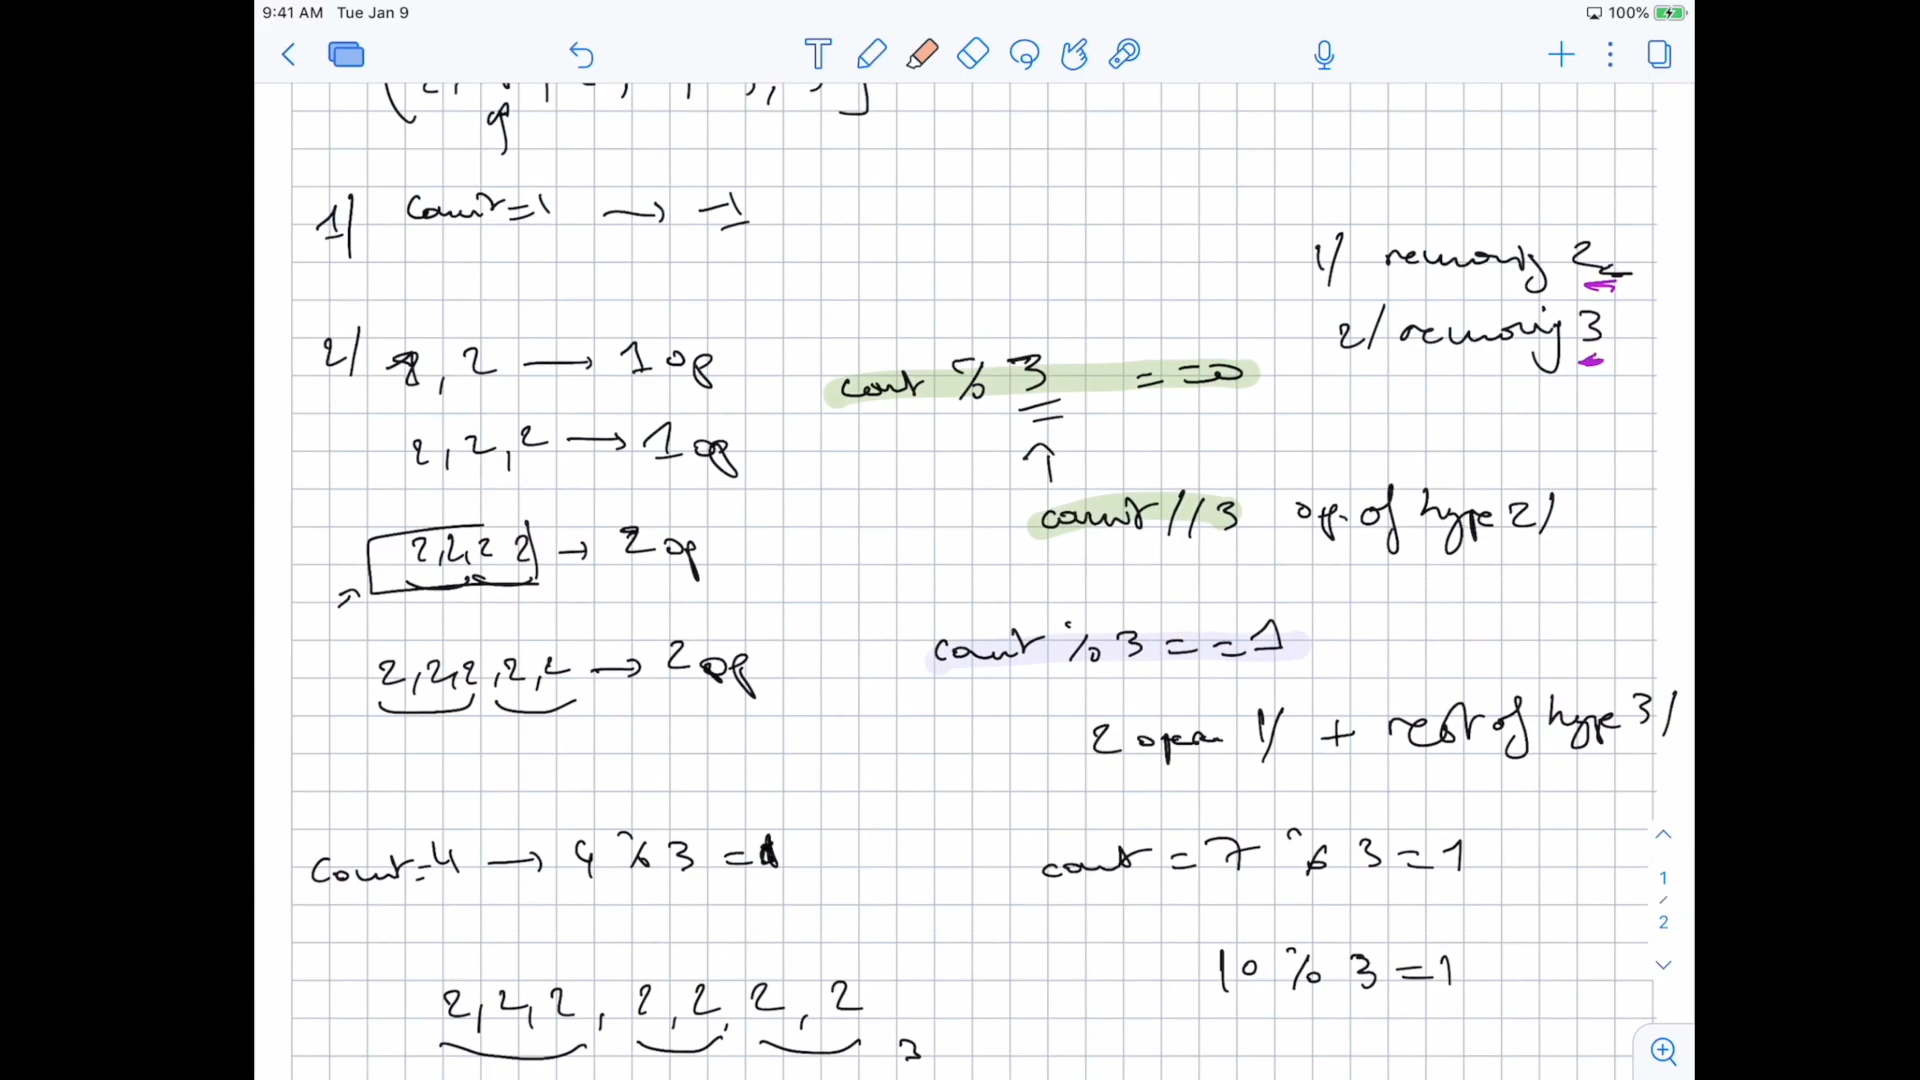 9:41 AM Tue Jan 9
100%
1/ count=1 → -1
1/ removing 2
2/ removing 3
2/ 2, 2 → 1 op
count % 3 == 0
2, 2, 2 → 1 op
count // 3 op. of type 2/
2,2,2 2 → 2 op
2,2,2,2,2 → 2 op
count % 3 == 1
2 open 1/ + rest of type 3/
Count=4 → 4 % 3 = 1
count = 7 % 3 = 1
10 % 3 = 1
2, 2, 2, 2, 2, 2, 2 3
1
/
2